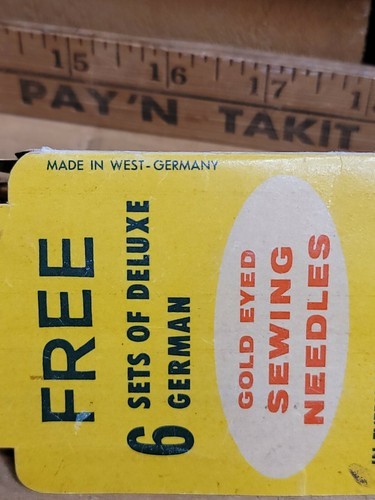 15 16 17
PAY'N TAKIT
MADE IN WEST-GERMANY
FREE
6 SETS OF DELUXE
GERMAN
GOLD EYED
SEWING
NEEDLES